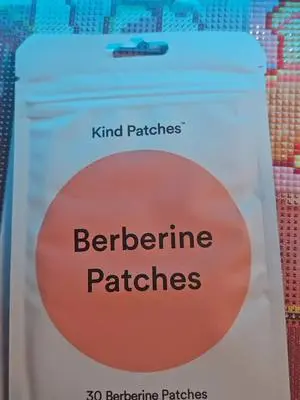 Kind Patches™
Berberine
Patches
30 Berberine Patches